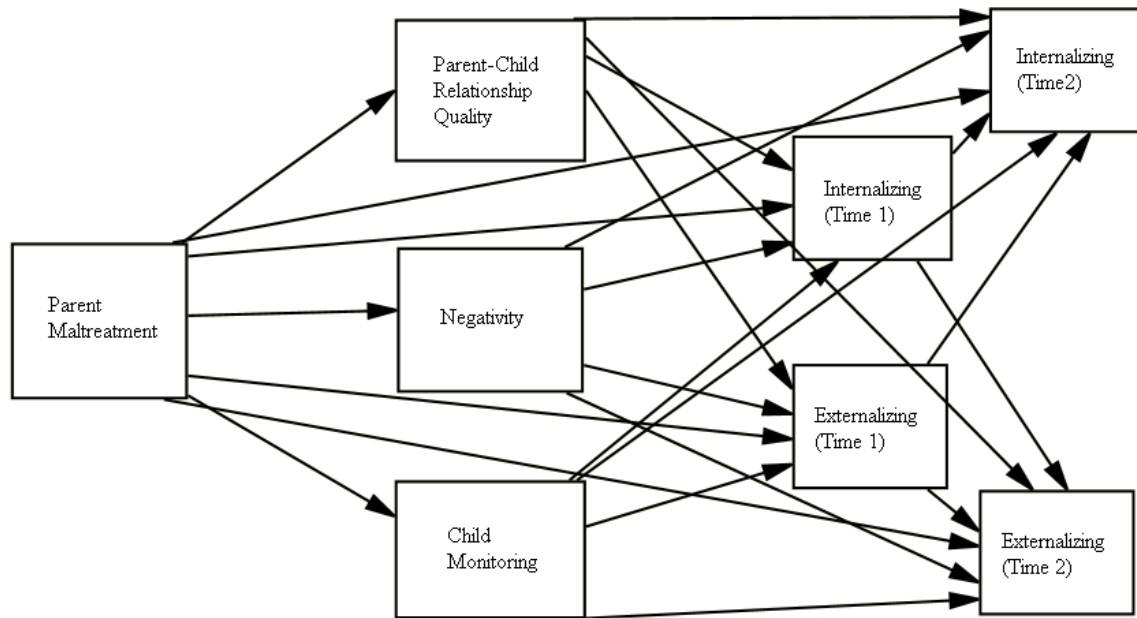 Parent-Child
Relationship
Quality
Internalizing
(Time2)
Internalizing
(Time 1)
Parent
Maltreatment
Negativity
Externalizing
(Time 1)
Child
Monitoring
Externalizing
(Time 2)